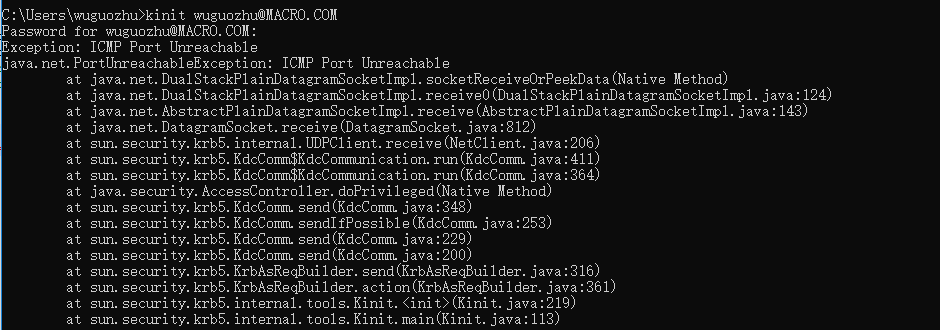 C:\Users\wuguozhu>kinit wuguozhu@MACRO.COM
Password for wuguozhu@MACRO.COM:
Exception: ICMP Port Unreachable
java.net.PortUnreachableException: ICMP Port Unreachable
        at java.net.DualStackPlainDatagramSocketImpl.socketReceiveOrPeekData(Native Method)
        at java.net.DualStackPlainDatagramSocketImpl.receive0(DualStackPlainDatagramSocketImpl.java:124)
        at java.net.AbstractPlainDatagramSocketImpl.receive(AbstractPlainDatagramSocketImpl.java:143)
        at java.net.DatagramSocket.receive(DatagramSocket.java:812)
        at sun.security.krb5.internal.UDPClient.receive(NetClient.java:206)
        at sun.security.krb5.KdcComm$KdcCommunication.run(KdcComm.java:411)
        at sun.security.krb5.KdcComm$KdcCommunication.run(KdcComm.java:364)
        at java.security.AccessController.doPrivileged(Native Method)
        at sun.security.krb5.KdcComm.send(KdcComm.java:348)
        at sun.security.krb5.KdcComm.sendIfPossible(KdcComm.java:253)
        at sun.security.krb5.KdcComm.send(KdcComm.java:229)
        at sun.security.krb5.KdcComm.send(KdcComm.java:200)
        at sun.security.krb5.KrbAsReqBuilder.send(KrbAsReqBuilder.java:316)
        at sun.security.krb5.KrbAsReqBuilder.action(KrbAsReqBuilder.java:361)
        at sun.security.krb5.internal.tools.Kinit.<init>(Kinit.java:219)
        at sun.security.krb5.internal.tools.Kinit.main(Kinit.java:113)